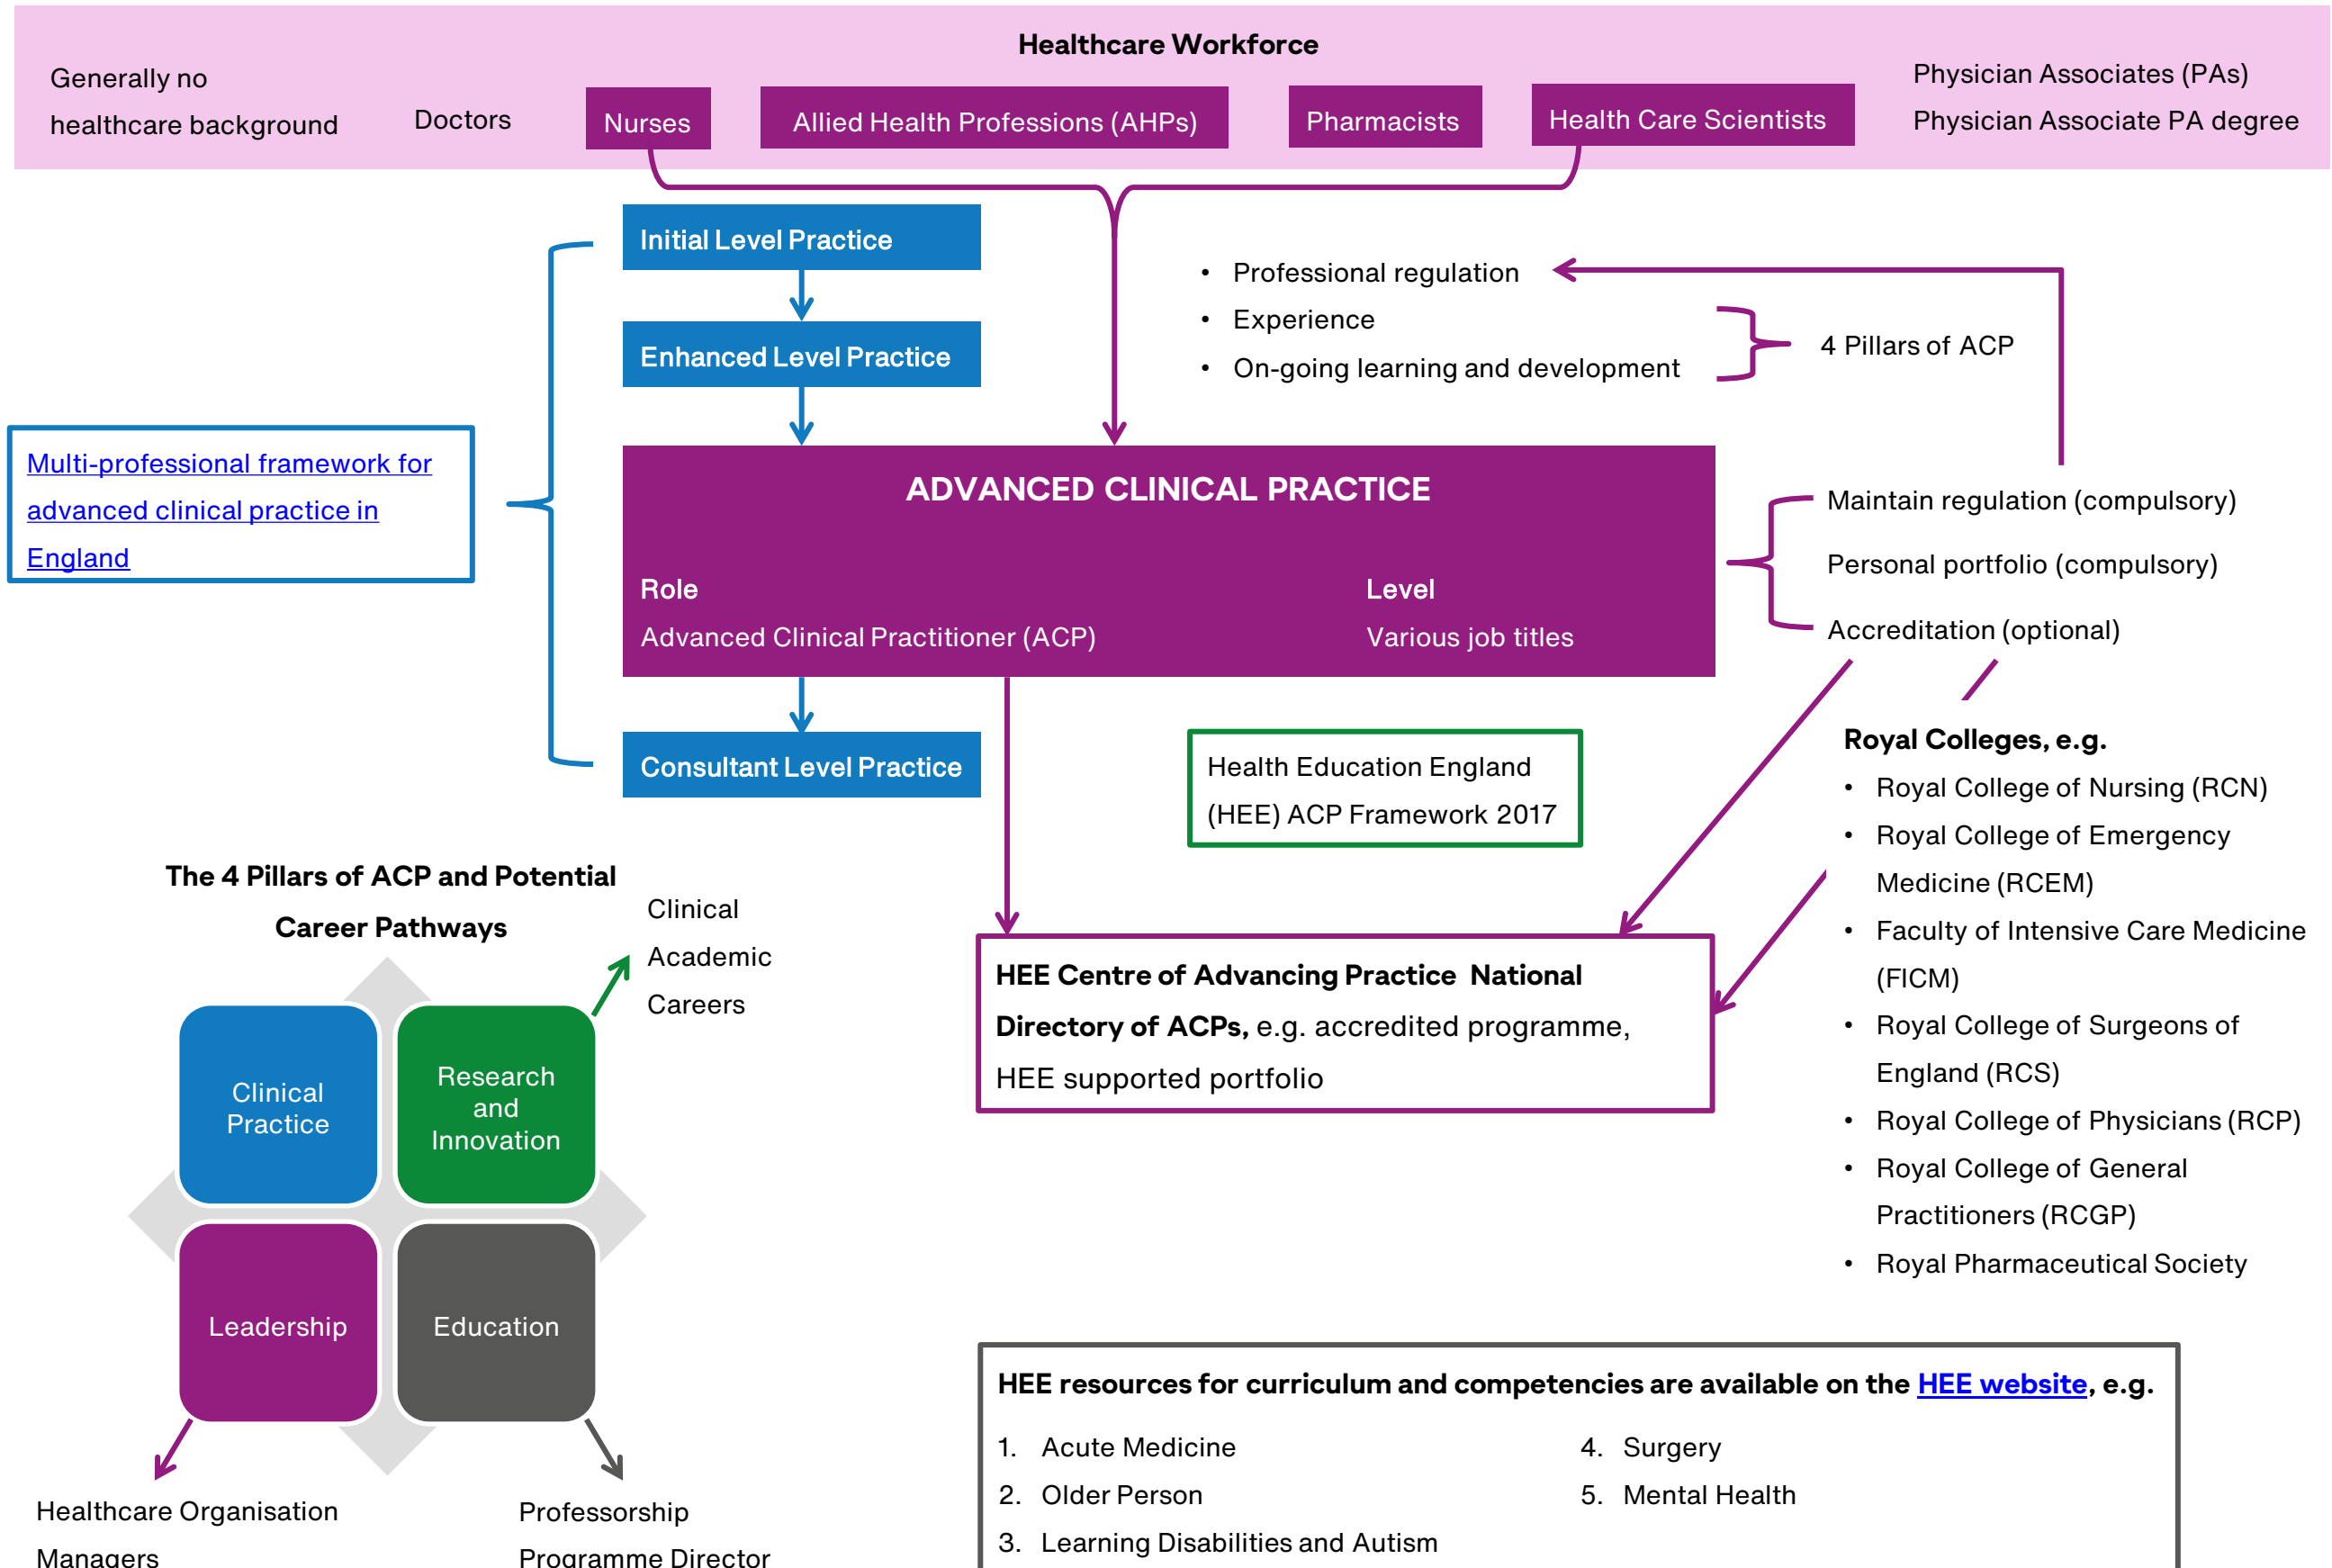 Healthcare Workforce
Generally no
healthcare background
Doctors
Nurses
Allied Health Professions (AHPs)
Pharmacists
Health Care Scientists
Physician Associates (PAs)
Physician Associate PA degree
Initial Level Practice
Enhanced Level Practice
• Professional regulation
• Experience
• On-going learning and development
4 Pillars of ACP
Multi-professional framework for
advanced clinical practice in
England
ADVANCED CLINICAL PRACTICE
Role
Advanced Clinical Practitioner (ACP)
Level
Various job titles
Maintain regulation (compulsory)
Personal portfolio (compulsory)
Accreditation (optional)
Consultant Level Practice
Health Education England
(HEE) ACP Framework 2017
Royal Colleges, e.g.
• Royal College of Nursing (RCN)
• Royal College of Emergency
Medicine (RCEM)
• Faculty of Intensive Care Medicine
(FICM)
• Royal College of Surgeons of
England (RCS)
• Royal College of Physicians (RCP)
• Royal College of General
Practitioners (RCGP)
• Royal Pharmaceutical Society
HEE Centre of Advancing Practice National
Directory of ACPs, e.g. accredited programme,
HEE supported portfolio
The 4 Pillars of ACP and Potential
Career Pathways
Clinical
Academic
Careers
Clinical
Practice
Research
and
Innovation
Leadership
Education
Healthcare Organisation
Managers
Professorship
Programme Director
HEE resources for curriculum and competencies are available on the HEE website, e.g.
1. Acute Medicine
2. Older Person
3. Learning Disabilities and Autism
4. Surgery
5. Mental Health